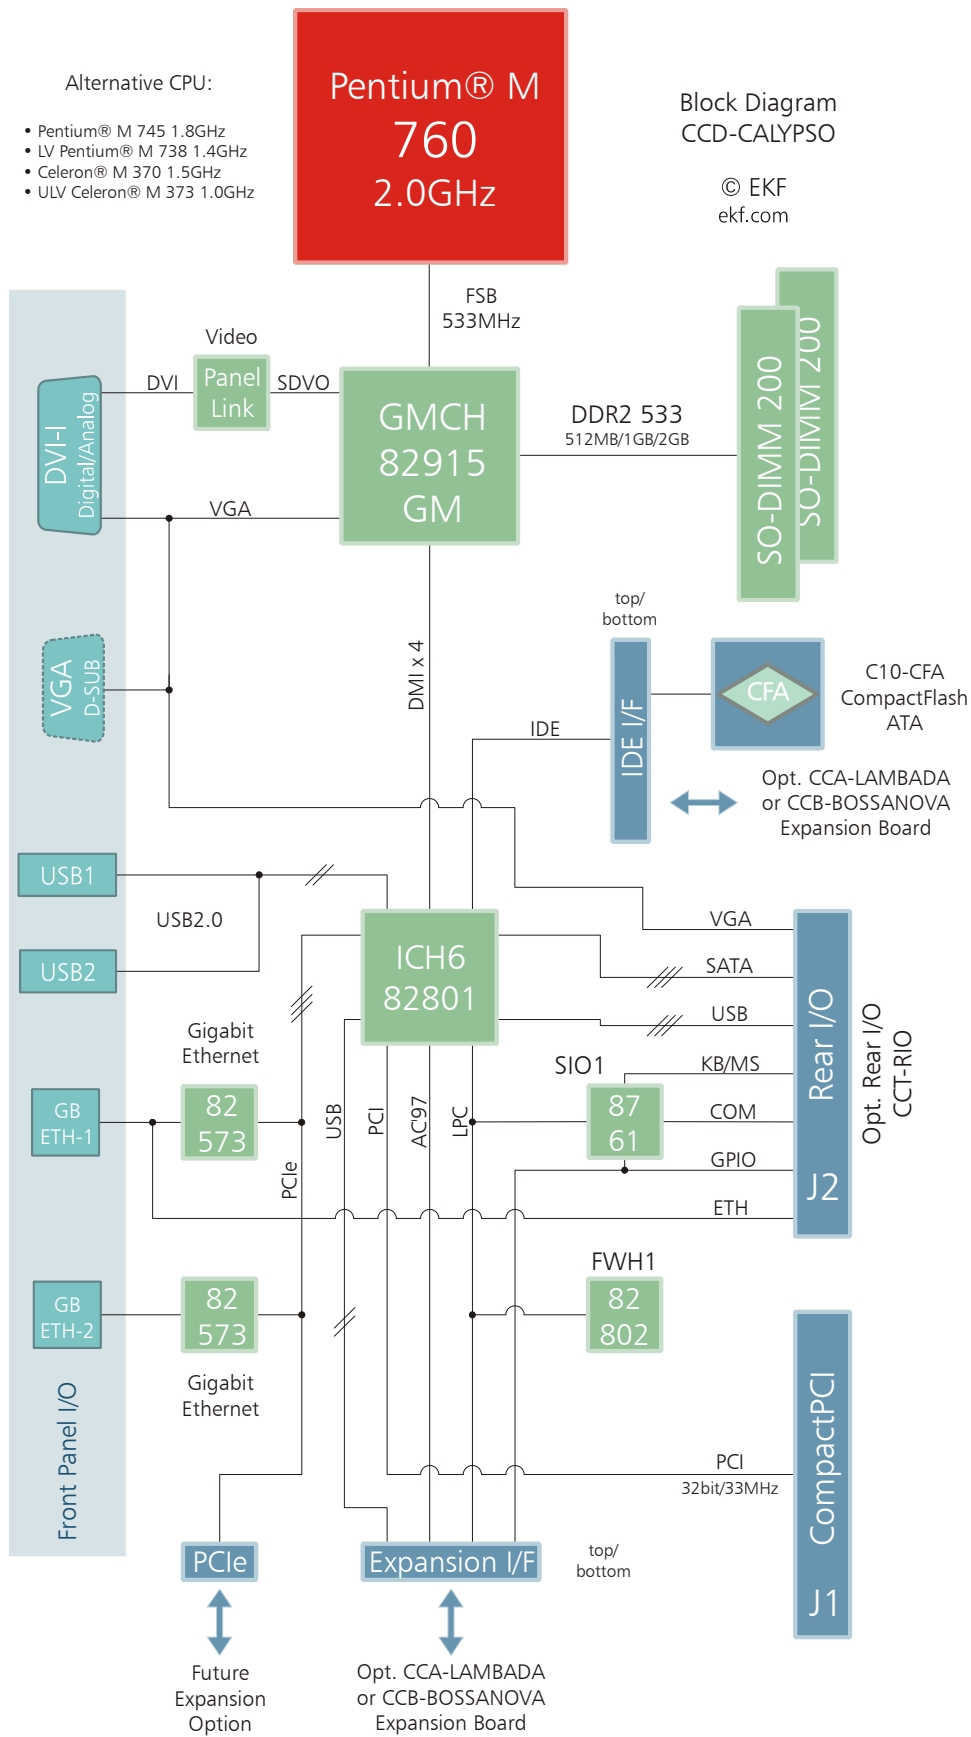 Alternative CPU:
• Pentium® M 745 1.8GHz
• LV Pentium® M 738 1.4GHz
• Celeron® M 370 1.5GHz
• ULV Celeron® M 373 1.0GHz
Pentium® M
760
2.0GHz
Block Diagram
CCD-CALYPSO
© EKF
ekf.com
FSB
533MHz
Video
Panel
Link
DVI
SDVO
DVI-I
Digital/Analog
GMCH
82915
GM
DDR2 533
512MB/1GB/2GB
SO-DIMM 200
SO-DIMM 200
VGA
VGA
D-SUB
DMI x 4
top/
bottom
IDE I/F
IDE
CFA
C10-CFA
CompactFlash
ATA
Opt. CCA-LAMBADA
or CCB-BOSSANOVA
Expansion Board
USB1
USB2.0
USB2
ICH6
82801
VGA
SATA
USB
KB/MS
COM
GPIO
ETH
Rear I/O
J2
Opt. Rear I/O
CCT-RIO
Gigabit
Ethernet
GB
ETH-1
82
573
SIO1
87
61
USB
PCI
AC'97
LPC
PCIe
GB
ETH-2
82
573
Gigabit
Ethernet
FWH1
82
802
Front Panel I/O
PCI
32bit/33MHz
CompactPCI
J1
PCIe
Expansion I/F
top/
bottom
Future
Expansion
Option
Opt. CCA-LAMBADA
or CCB-BOSSANOVA
Expansion Board